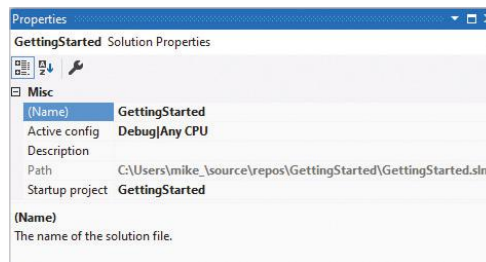 Properties
GettingStarted Solution Properties
Misc
(Name) GettingStarted
Active config Debug|Any CPU
Description
Path C:\Users\mike_\source\repos\GettingStarted\GettingStarted.sln
Startup project GettingStarted
(Name)
The name of the solution file.